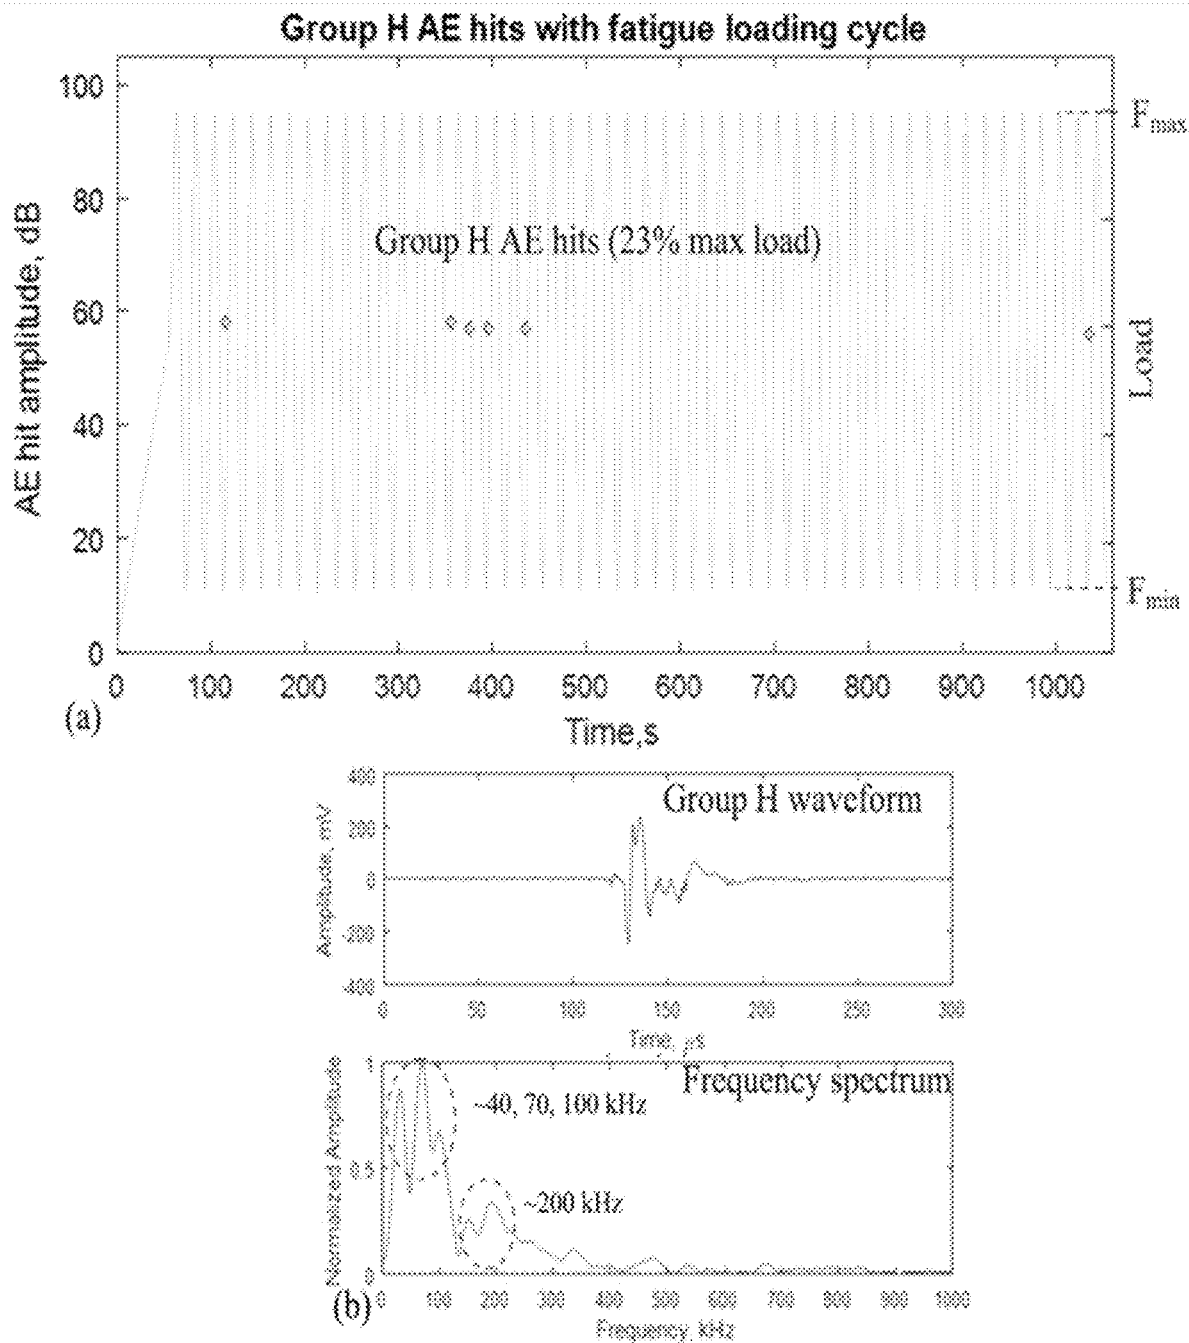 Group H AE hits with fatigue loading cycle
100
80
60
40
20
0
AE hit amplitude, dB
Group H AE hits (23% max load)
Fmax
Load
Fmin
0 100 200 300 400 500 600 700 800 900 1000
(a)
Time,s
400
200
0
-200
-400
Amplitude, mV
Group H waveform
0 50 100 150 200 250 300
Time, μs
1
0.5
0
Normalized Amplitude
Frequency spectrum
~40, 70, 100 kHz
~200 kHz
0 100 200 300 400 500 600 700 800 900 1000
(b)
Frequency, kHz